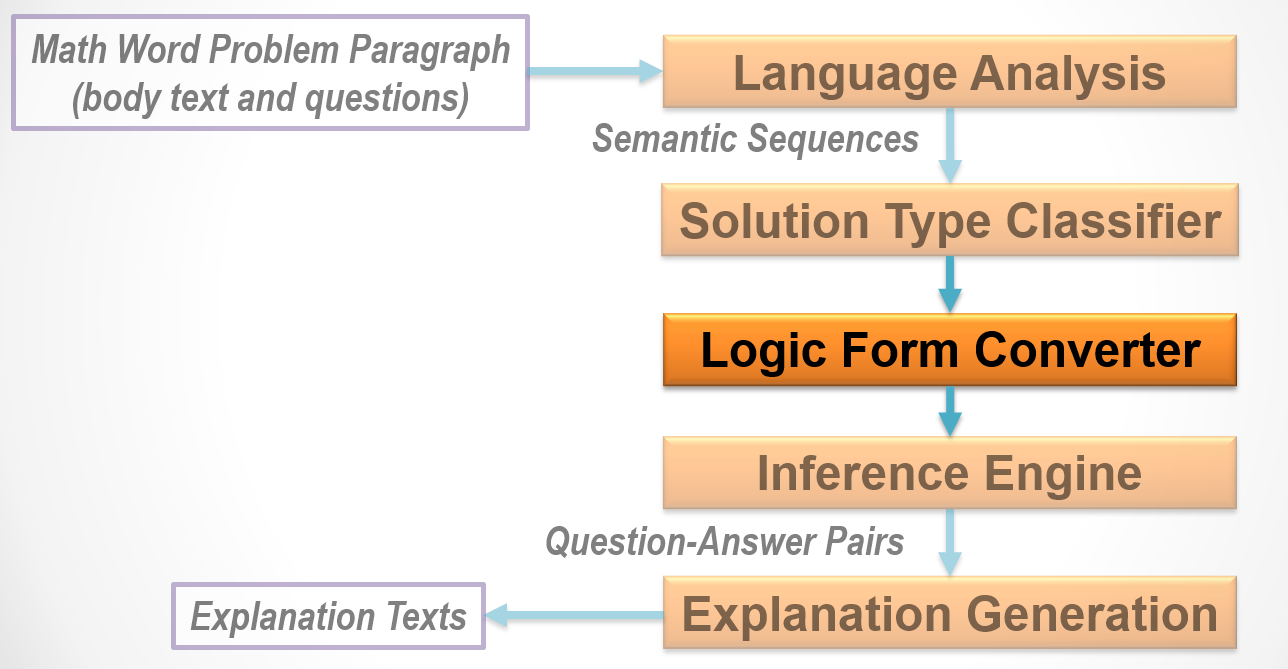 Math Word Problem Paragraph
(body text and questions)
Language Analysis
Semantic Sequences
Solution Type Classifier
Logic Form Converter
Inference Engine
Question-Answer Pairs
Explanation Generation
Explanation Texts